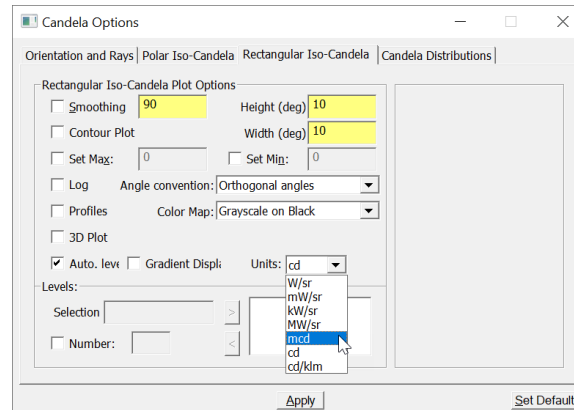 Candela Options
Orientation and Rays Polar Iso-Candela Rectangular Iso-Candela Candela Distributions
Rectangular Iso-Candela Plot Options
Smoothing 90 Height (deg) 10
Contour Plot Width (deg) 10
Set Max: 0 Set Min: 0
Log Angle convention: Orthogonal angles
Profiles Color Map: Grayscale on Black
3D Plot
Auto. leve Gradient Displa Units: cd
Levels:
W/sr
mW/sr
Selection > kW/sr
MW/sr
Number: < mcd
cd
cd/klm
Apply Set Default